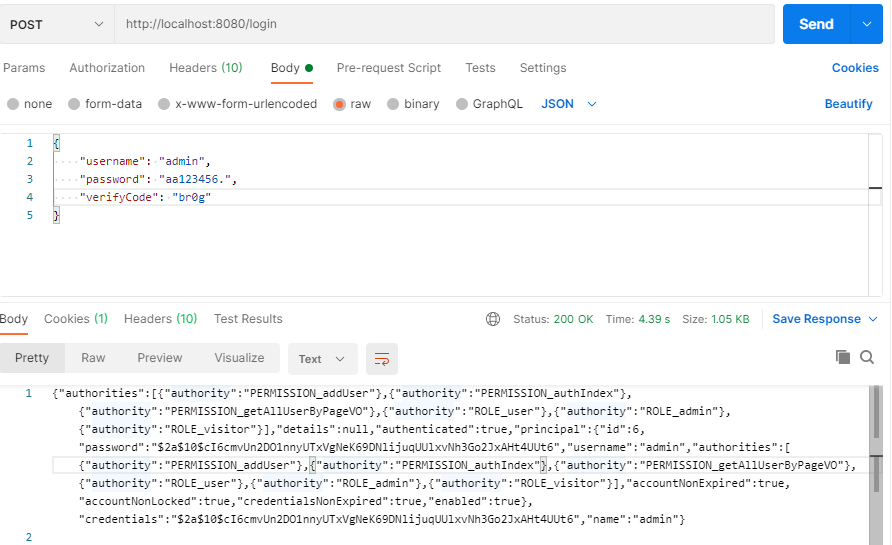 POST http://localhost:8080/login Send
Params Authorization Headers (10) Body Pre-request Script Tests Settings Cookies
none form-data x-www-form-urlencoded raw binary GraphQL JSON Beautify
1 {
2 "username": "admin",
3 "password": "aa123456.",
4 "verifyCode": "br0g"
5 }
Body Cookies (1) Headers (10) Test Results Status: 200 OK Time: 4.39 s Size: 1.05 KB Save Response
Pretty Raw Preview Visualize Text
1 {"authorities":[{"authority":"PERMISSION_addUser"},{"authority":"PERMISSION_authIndex"},
{"authority":"PERMISSION_getAllUserByPageVO"},{"authority":"ROLE_user"},{"authority":"ROLE_admin"},
{"authority":"ROLE_visitor"}],"details":null,"authenticated":true,"principal":{"id":6,
"password":"$2a$10$cI6cmvUn2DO1nnyUTxVgNeK69DNlijuqUUlxvNh3Go2JxAHt4UUt6","username":"admin","authorities":[
{"authority":"PERMISSION_addUser"},{"authority":"PERMISSION_authIndex"},{"authority":"PERMISSION_getAllUserByPageVO"},
{"authority":"ROLE_user"},{"authority":"ROLE_admin"},{"authority":"ROLE_visitor"}],"accountNonExpired":true,
"accountNonLocked":true,"credentialsNonExpired":true,"enabled":true},
"credentials":"$2a$10$cI6cmvUn2DO1nnyUTxVgNeK69DNlijuqUUlxvNh3Go2JxAHt4UUt6","name":"admin"}
2